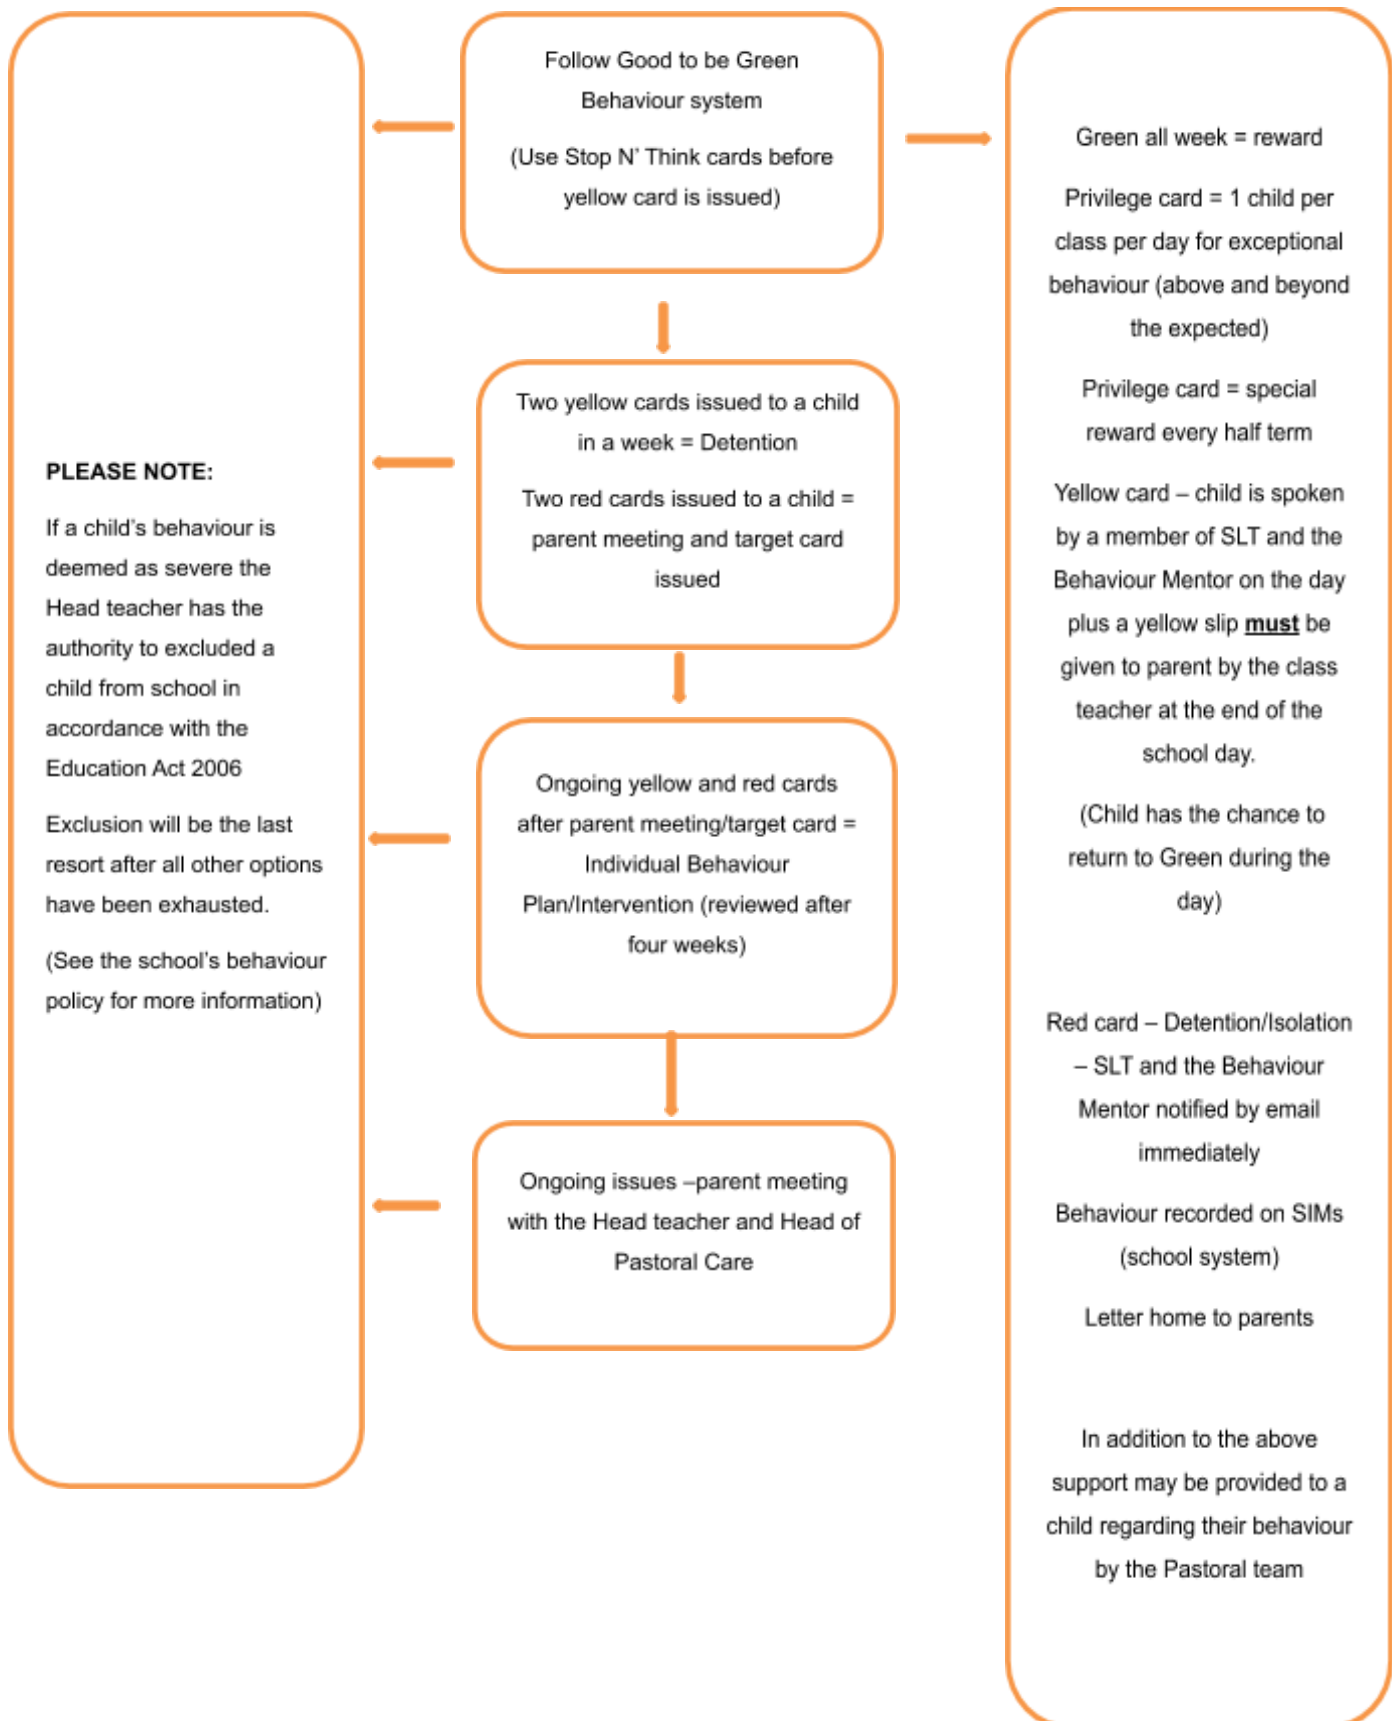 Follow Good to be Green
Behaviour system
(Use Stop N’ Think cards before
yellow card is issued)
Two yellow cards issued to a child
in a week = Detention
Two red cards issued to a child =
parent meeting and target card
issued
Ongoing yellow and red cards
after parent meeting/target card =
Individual Behaviour
Plan/Intervention (reviewed after
four weeks)
Ongoing issues –parent meeting
with the Head teacher and Head of
Pastoral Care
PLEASE NOTE:
If a child’s behaviour is
deemed as severe the
Head teacher has the
authority to excluded a
child from school in
accordance with the
Education Act 2006
Exclusion will be the last
resort after all other options
have been exhausted.
(See the school’s behaviour
policy for more information)
Green all week = reward
Privilege card = 1 child per
class per day for exceptional
behaviour (above and beyond
the expected)
Privilege card = special
reward every half term
Yellow card – child is spoken
by a member of SLT and the
Behaviour Mentor on the day
plus a yellow slip must be
given to parent by the class
teacher at the end of the
school day.
(Child has the chance to
return to Green during the
day)
Red card – Detention/Isolation
– SLT and the Behaviour
Mentor notified by email
immediately
Behaviour recorded on SIMs
(school system)
Letter home to parents
In addition to the above
support may be provided to a
child regarding their behaviour
by the Pastoral team